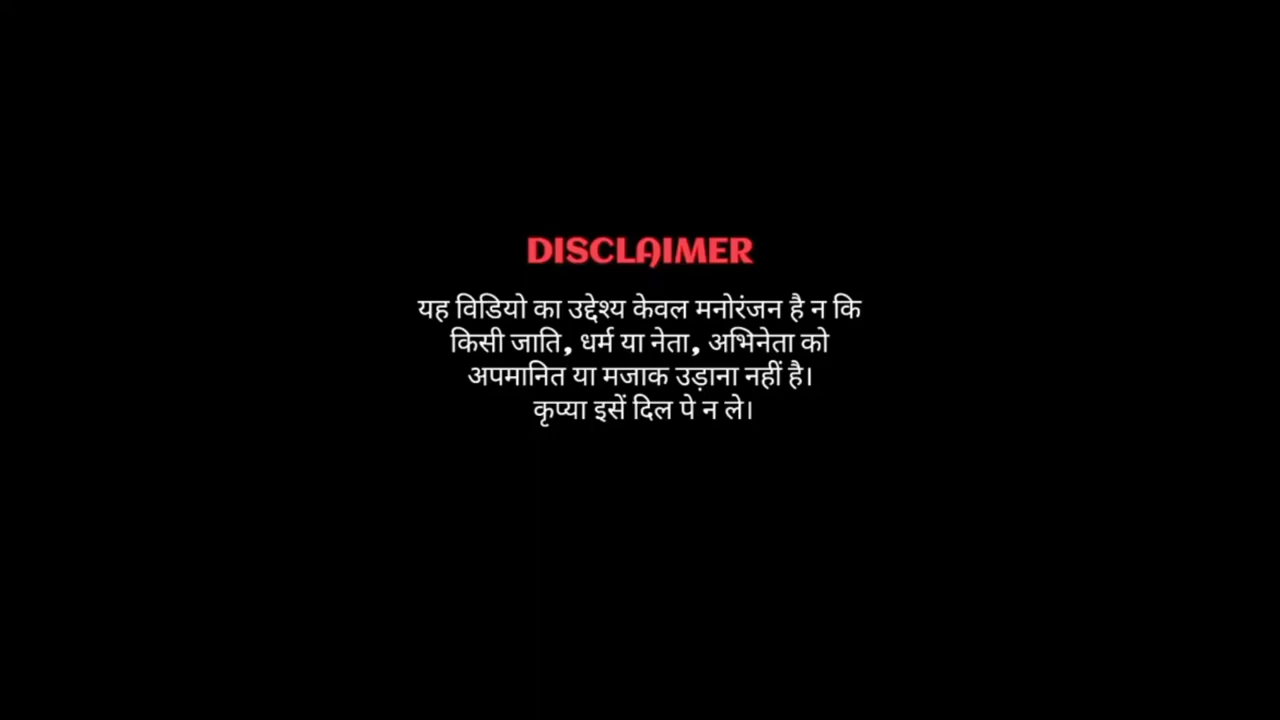 DISCLAIMER
यह विडियो का उद्देश्य केवल मनोरंजन है न कि
किसी जाति, धर्म या नेता, अभिनेता को
अपमानित या मजाक उड़ाना नहीं है।
कृप्या इसें दिल पे न ले।